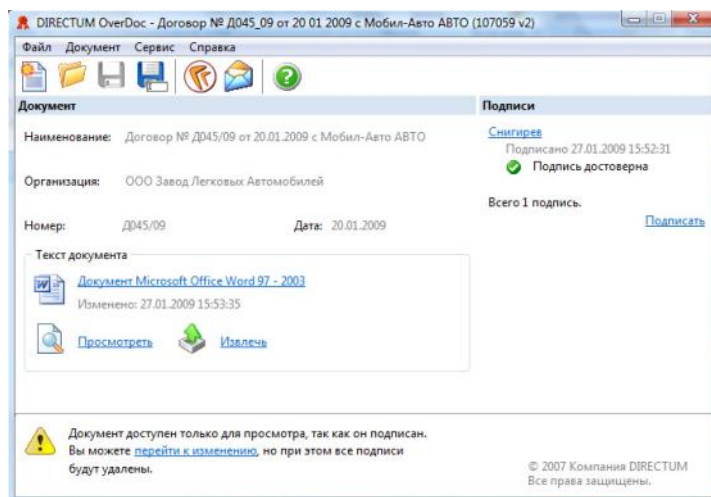 DIRECTUM OverDoc - Договор № Д045_09 от 20 01 2009 с Мобил-Авто АВТО (107059 v2)
Файл Документ Сервис Справка
Документ
Подписи
Наименование: Договор № Д045/09 от 20.01.2009 с Мобил-Авто АВТО
Снигирев
Подписано 27.01.2009 15:52:31
Подпись достоверна
Организация: ООО Завод Легковых Автомобилей
Всего 1 подпись.
Номер: Д045/09 Дата: 20.01.2009
Подписать
Текст документа
Документ Microsoft Office Word 97 - 2003
Изменено: 27.01.2009 15:53:35
Просмотреть Извлечь
Документ доступен только для просмотра, так как он подписан.
Вы можете перейти к изменению, но при этом все подписи
будут удалены.
© 2007 Компания DIRECTUM
Все права защищены.